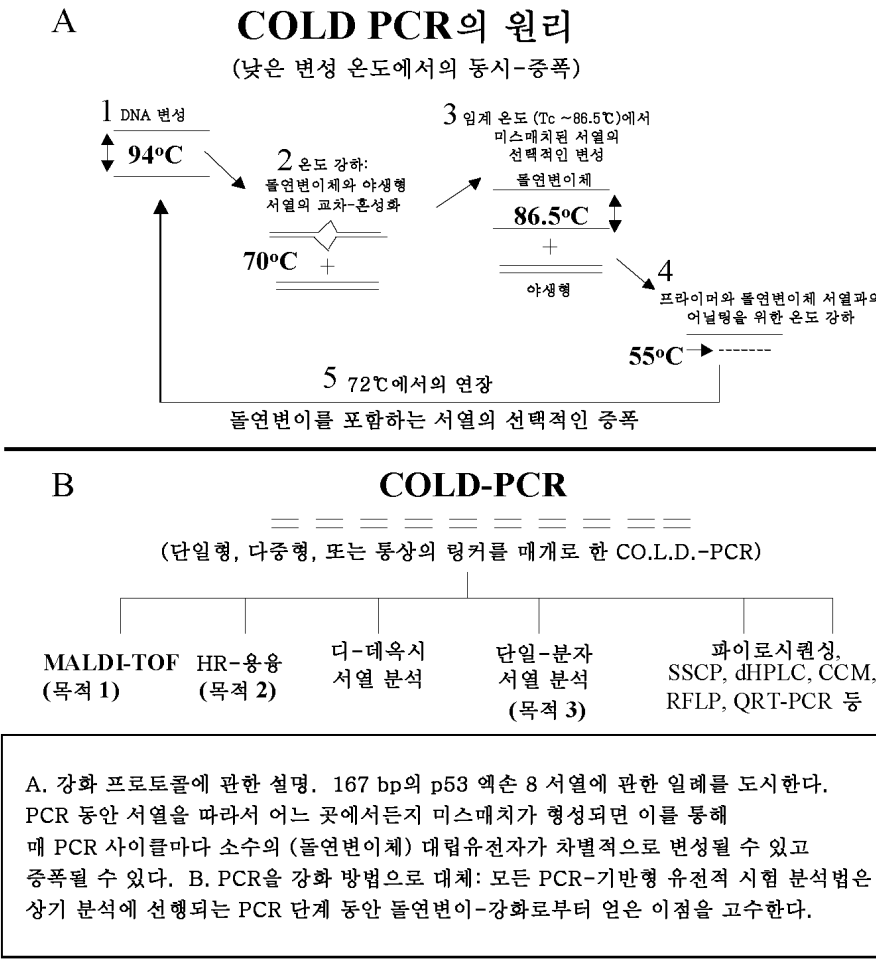 A
COLD PCR의 원리
(낮은 변성 온도에서의 동시-증폭)
1 DNA 변성
94°C
2 온도 강하:
돌연변이체와 야생형
서열의 교차-혼성화
70°C
+
3 임계 온도 (Tc ~86.5℃)에서
미스매치된 서열의
선택적인 변성
돌연변이체
86.5°C
+
야생형
4
프라이머와 돌연변이체 서열과의
어닐링을 위한 온도 강하
55°C
5 72℃에서의 연장
돌연변이를 포함하는 서열의 선택적인 증폭
B
COLD-PCR
(단일형, 다중형, 또는 통상의 링커를 매개로 한 CO.L.D.-PCR)
MALDI-TOF
(목적 1)
HR-용융
(목적 2)
디-데옥시
서열 분석
단일-분자
서열 분석
(목적 3)
파이로시퀀싱,
SSCP, dHPLC, CCM,
RFLP, QRT-PCR 등
A. 강화 프로토콜에 관한 설명. 167 bp의 p53 엑손 8 서열에 관한 일례를 도시한다.
PCR 동안 서열을 따라서 어느 곳에서든지 미스매치가 형성되면 이를 통해
매 PCR 사이클마다 소수의 (돌연변이체) 대립유전자가 차별적으로 변성될 수 있고
증폭될 수 있다. B. PCR을 강화 방법으로 대체: 모든 PCR-기반형 유전적 시험 분석법은
상기 분석에 선행되는 PCR 단계 동안 돌연변이-강화로부터 얻은 이점을 고수한다.